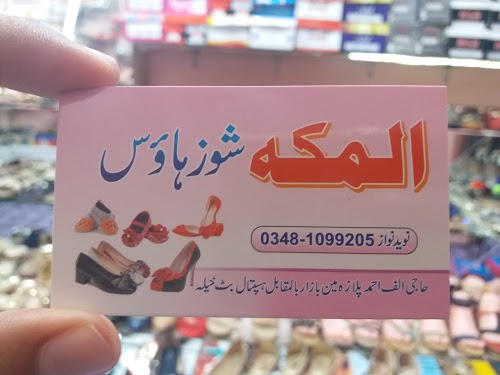 المکہ شوز ہاؤس
نوید نواز 0348-1099205
حاجی الف احمد پلازہ مین بازار بالمقابل ہسپتال بٹ خیلہ